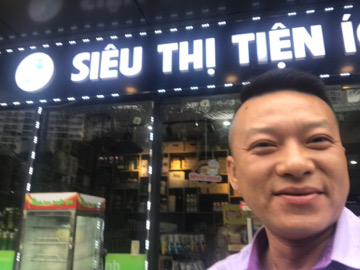 SIÊU THỊ TIỆN Í